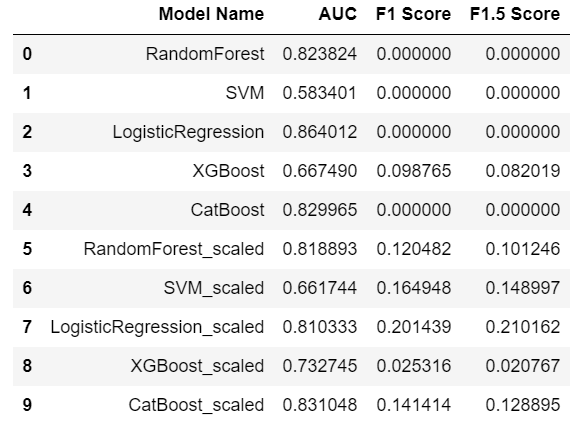 Model Name AUC F1 Score F1.5 Score
0 RandomForest 0.823824 0.000000 0.000000
1 SVM 0.583401 0.000000 0.000000
2 LogisticRegression 0.864012 0.000000 0.000000
3 XGBoost 0.667490 0.098765 0.082019
4 CatBoost 0.829965 0.000000 0.000000
5 RandomForest_scaled 0.818893 0.120482 0.101246
6 SVM_scaled 0.661744 0.164948 0.148997
7 LogisticRegression_scaled 0.810333 0.201439 0.210162
8 XGBoost_scaled 0.732745 0.025316 0.020767
9 CatBoost_scaled 0.831048 0.141414 0.128895